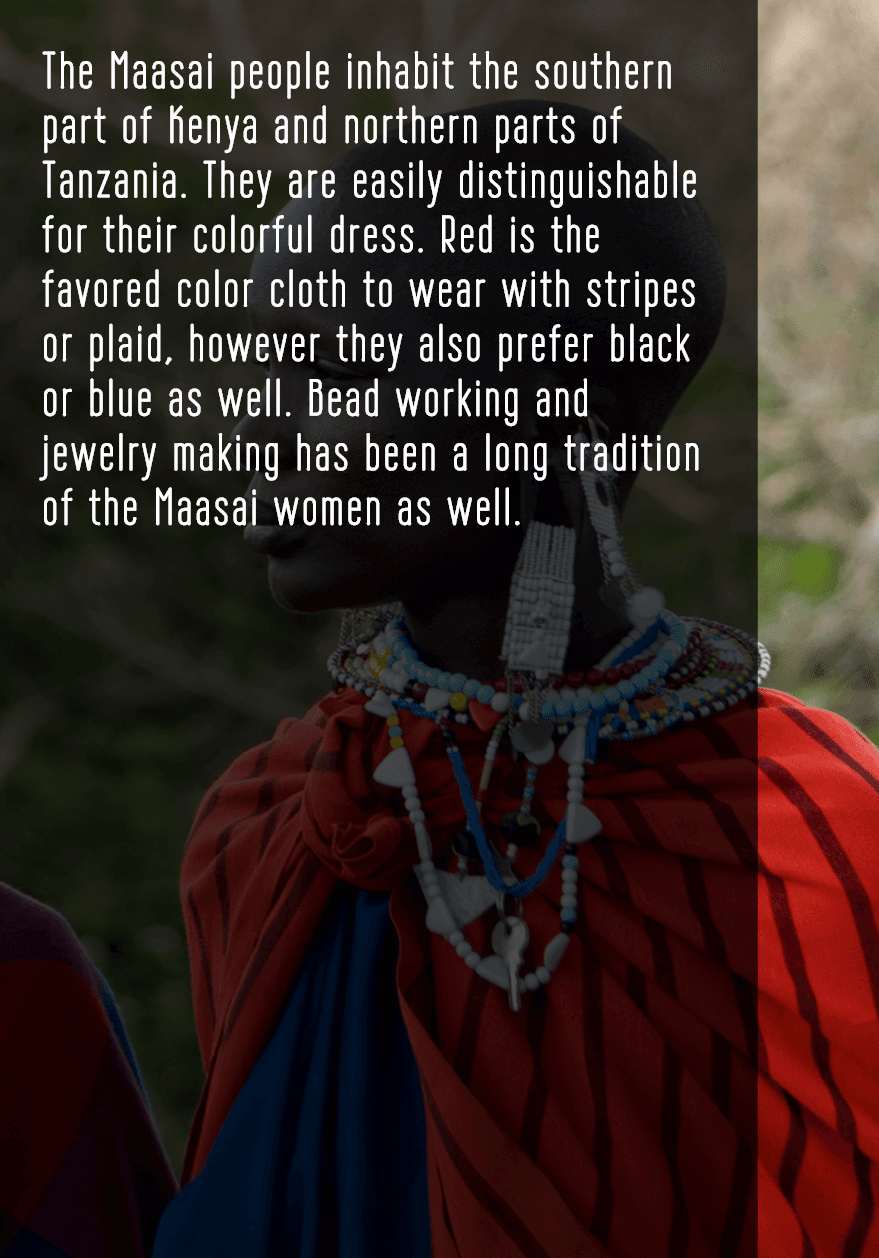 The Maasai people inhabit the southern
part of Kenya and northern parts of
Tanzania. They are easily distinguishable
for their colorful dress. Red is the
favored color cloth to wear with stripes
or plaid, however they also prefer black
or blue as well. Bead working and
jewelry making has been a long tradition
of the Maasai women as well.